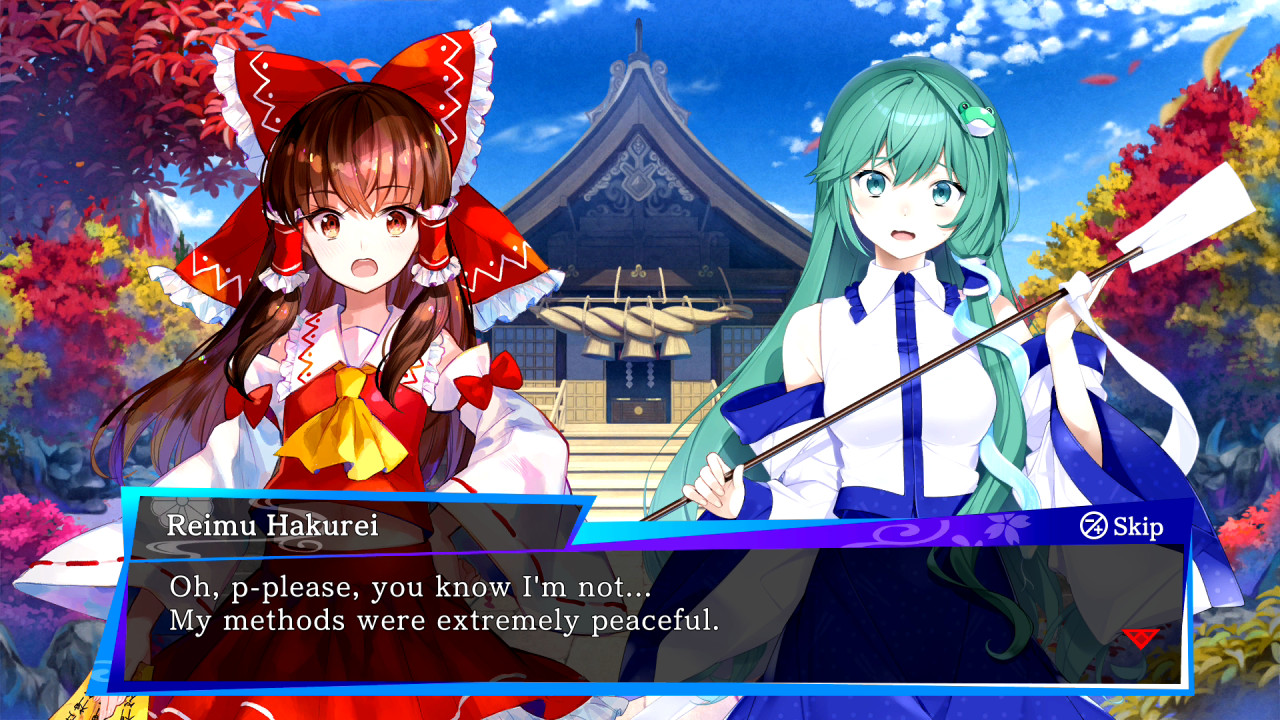 Reimu Hakurei
Skip
Oh, p-please, you know I'm not...
My methods were extremely peaceful.